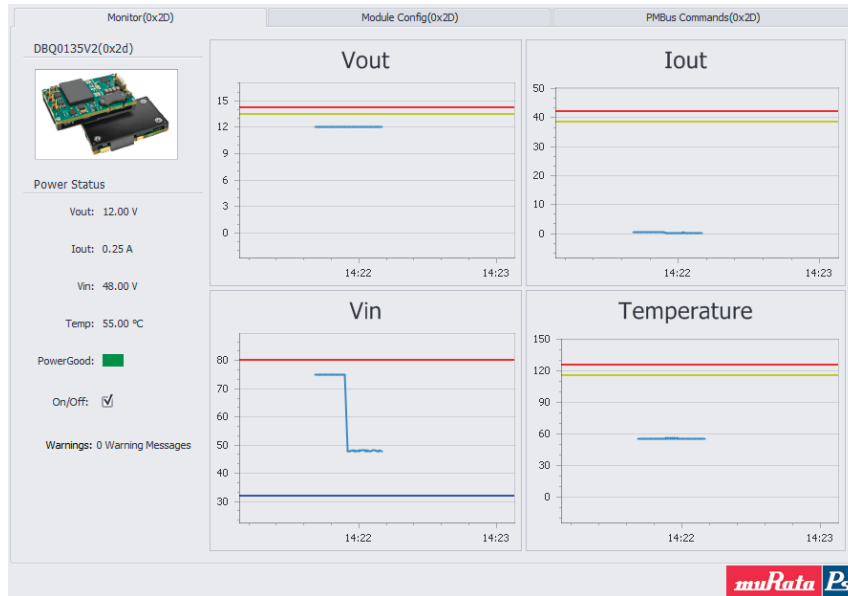 Monitor(0x2D)
Module Config(0x2D)
PMBus Commands(0x2D)
DBQ0135V2(0x2d)
Power Status
Vout: 12.00 V
Iout: 0.25 A
Vin: 48.00 V
Temp: 55.00 °C
PowerGood:
On/Off:
Warnings: 0 Warning Messages
Vout
15
12
9
6
3
0
14:22
14:23
Iout
50
40
30
20
10
0
14:22
14:23
Vin
80
70
60
50
40
30
14:22
14:23
Temperature
150
120
90
60
30
0
14:22
14:23
muRata Ps